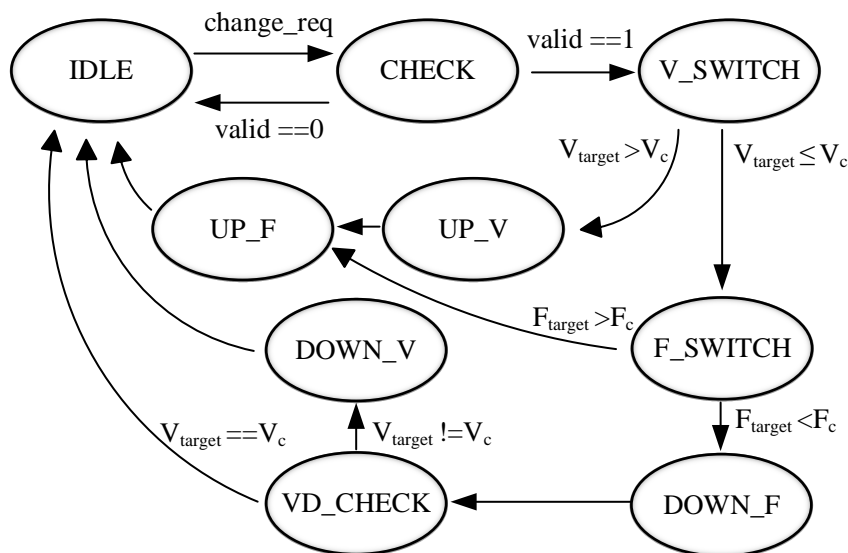 change_req
valid ==1
IDLE
CHECK
V_SWITCH
valid ==0
V_target >V_c
V_target ≤ V_c
UP_F
UP_V
F_target >F_c
DOWN_V
F_SWITCH
V_target ==V_c
V_target !=V_c
F_target <F_c
VD_CHECK
DOWN_F